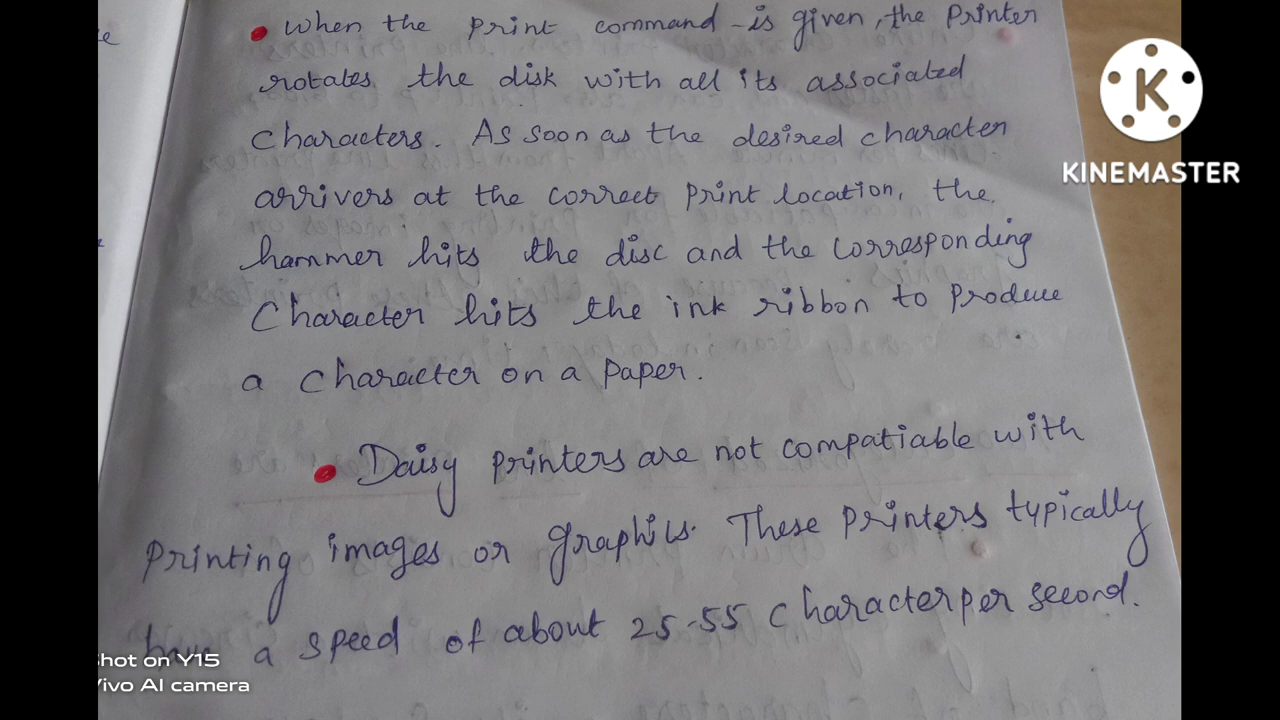 e
• When the print command is given, the printer
rotates the disk with all its associated
characters. As soon as the desired character
arrivers at the correct print location, the
hammer hits the disc and the corresponding
Character hits the ink ribbon to produce
a character on a paper.
• Daisy printers are not compatiable with
printing images or graphics. These printers typically
have a speed of about 25-55 character per second.
K
KINEMASTER
Shot on Y15
Vivo AI camera